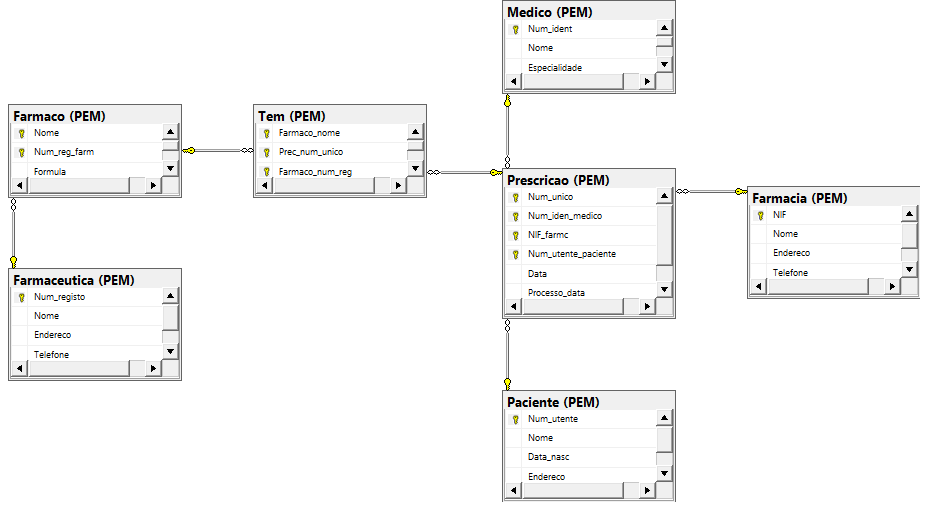 Medico (PEM)
Num_ident
Nome
Especialidade
Farmaco (PEM)
Nome
Num_reg_farm
Formula
Tem (PEM)
Farmaco_nome
Prec_num_unico
Farmaco_num_reg
Prescricao (PEM)
Num_unico
Num_iden_medico
NIF_farmc
Num_utente_paciente
Data
Processo_data
Farmacia (PEM)
NIF
Nome
Endereco
Telefone
Farmaceutica (PEM)
Num_registo
Nome
Endereco
Telefone
Paciente (PEM)
Num_utente
Nome
Data_nasc
Endereco